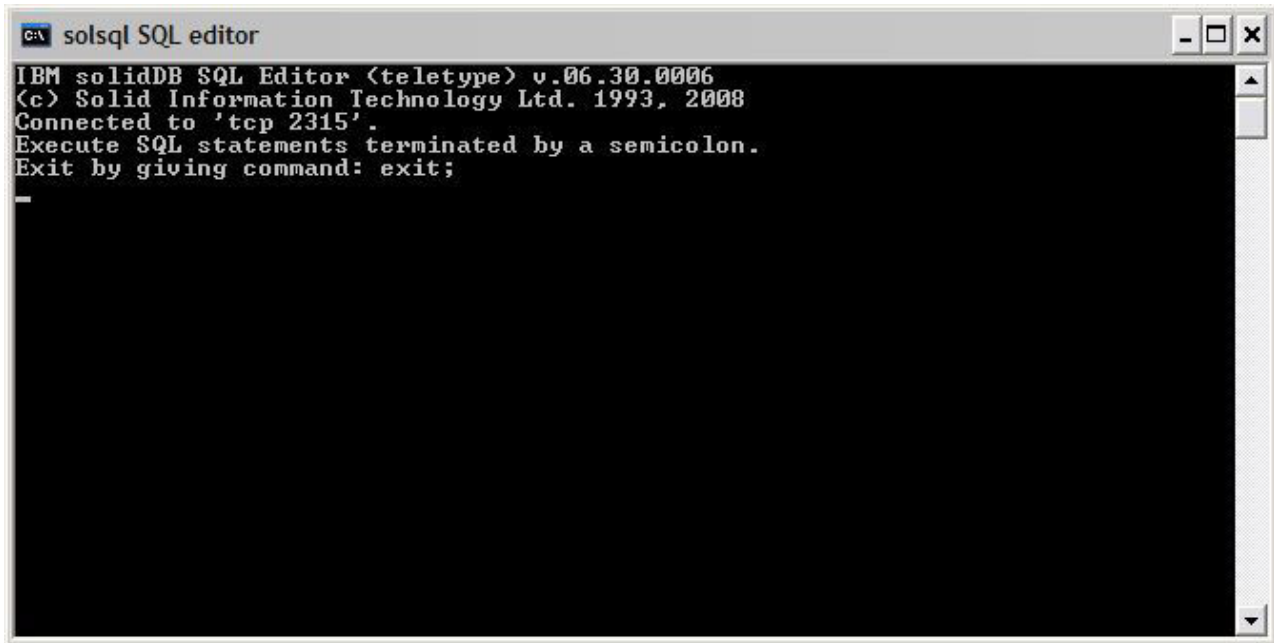 solsql SQL editor
IBM solidDB SQL Editor (teletype) v.06.30.0006
(c) Solid Information Technology Ltd. 1993, 2008
Connected to 'tcp 2315'.
Execute SQL statements terminated by a semicolon.
Exit by giving command: exit;